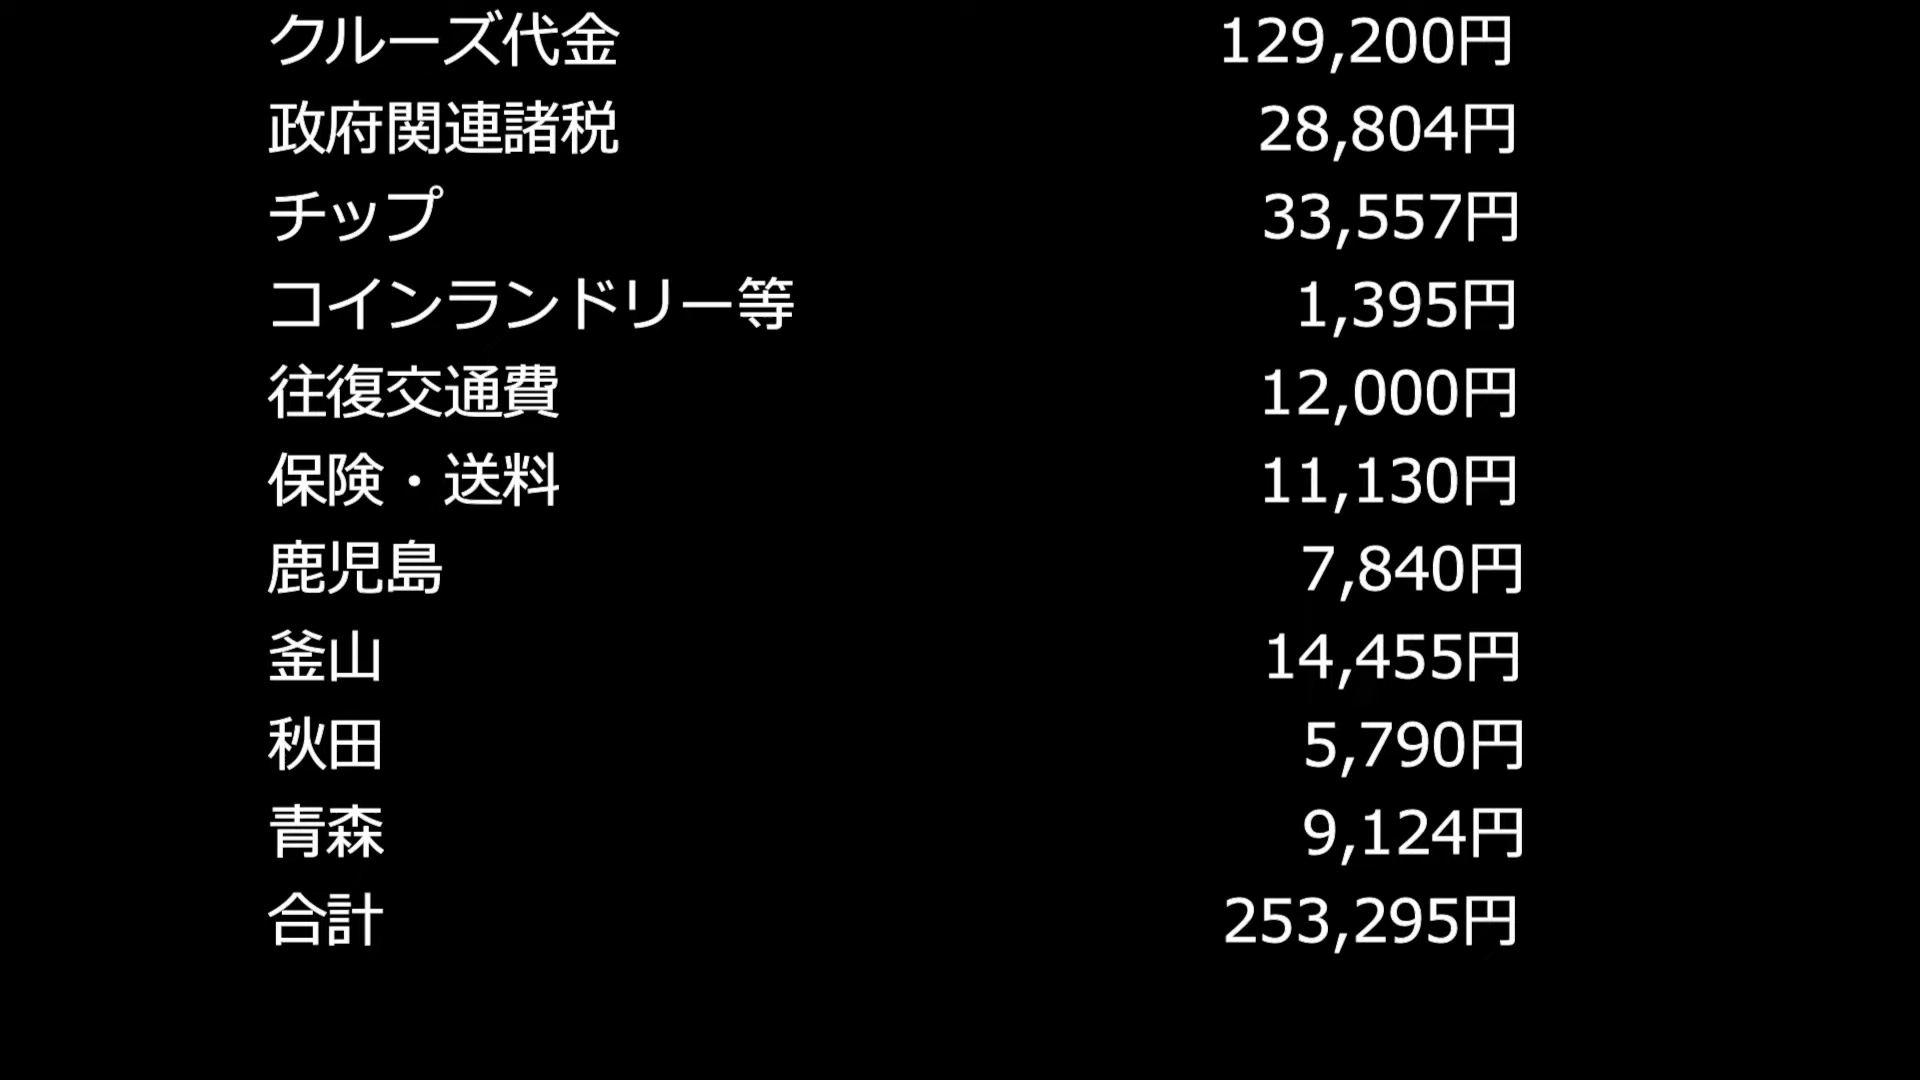 クルーズ代金 129,200円
政府関連諸税 28,804円
チップ 33,557円
コインランドリー等 1,395円
往復交通費 12,000円
保険・送料 11,130円
鹿児島 7,840円
釜山 14,455円
秋田 5,790円
青森 9,124円
合計 253,295円